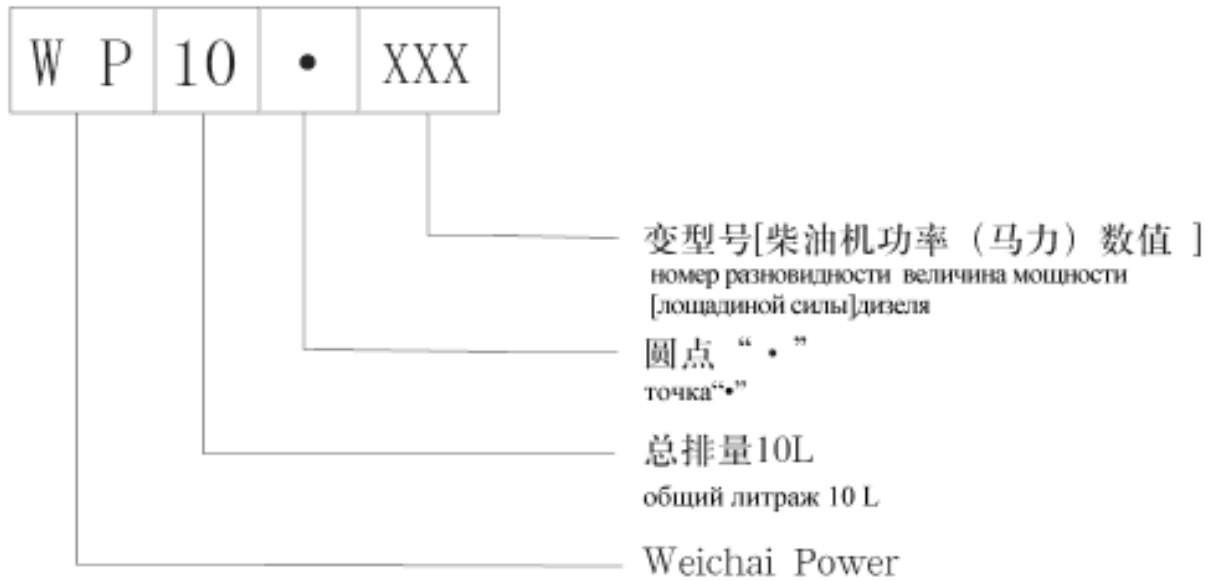 W P 10 • XXX
变型号[柴油机功率（马力）数值 ]
номер разновидности величина мощности
[лощадиной силы]дизеля
圆点 “ • ”
точка“•”
总排量10L
общий литраж 10 L
Weichai Power